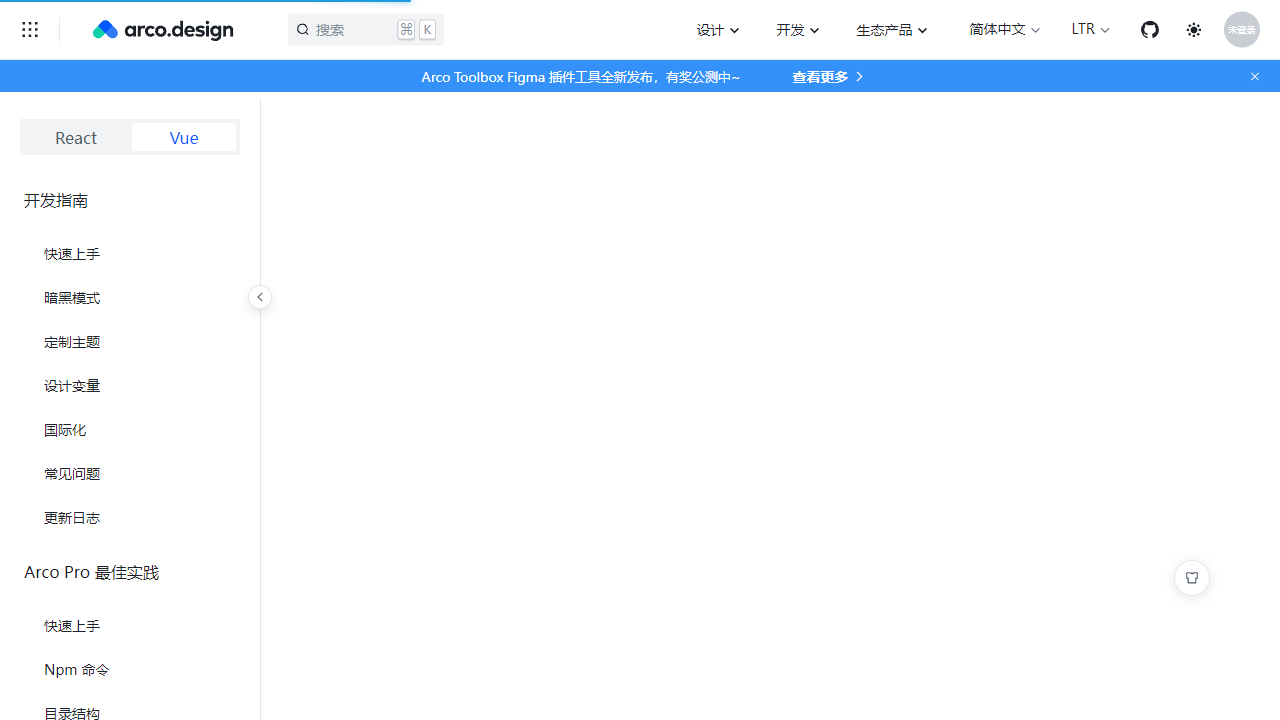 arco.design
搜索
⌘ K
设计
开发
生态产品
简体中文
LTR
未登录
Arco Toolbox Figma 插件工具全新发布，有奖公测中~
查看更多
React
Vue
开发指南
快速上手
暗黑模式
定制主题
设计变量
国际化
常见问题
更新日志
Arco Pro 最佳实践
快速上手
Npm 命令
目录结构